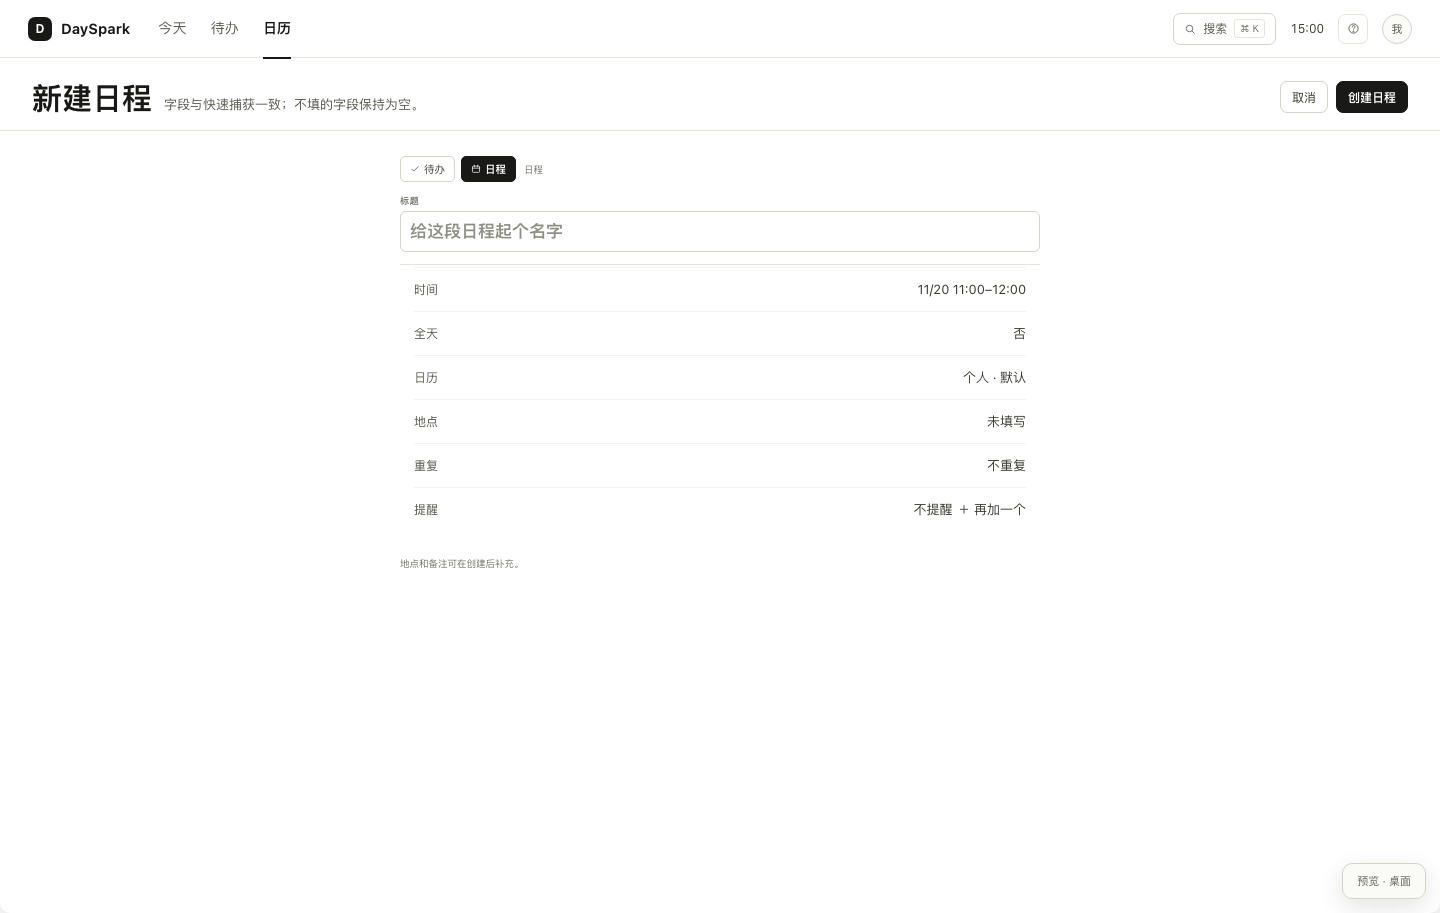 D DaySpark 今天 待办 日历 搜索 ⌘ K 15:00 我
新建日程 字段与快速捕获一致；不填的字段保持为空。 取消 创建日程
待办 日程 日程
标题
给这段日程起个名字
时间 11/20 11:00–12:00
全天 否
日历 个人 · 默认
地点 未填写
重复 不重复
提醒 不提醒 + 再加一个
地点和备注可在创建后补充。
预览 · 桌面